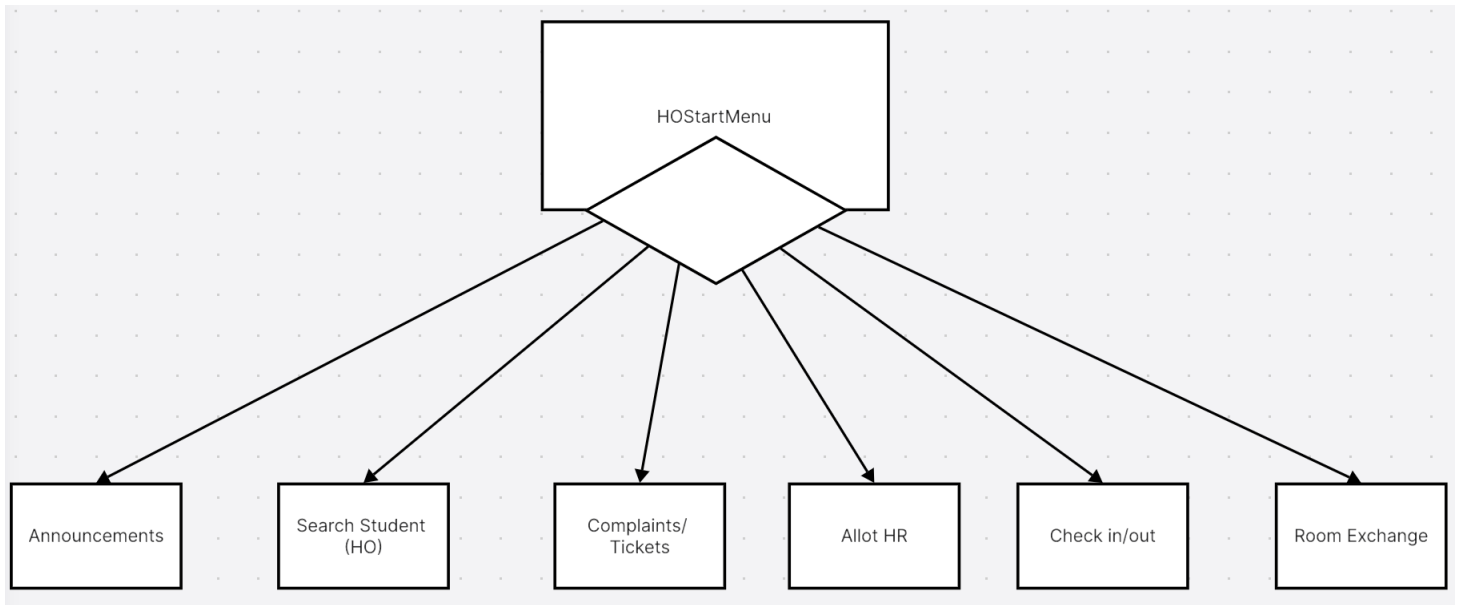 HOStartMenu
Announcements
Search Student
(HO)
Complaints/
Tickets
Allot HR
Check in/out
Room Exchange